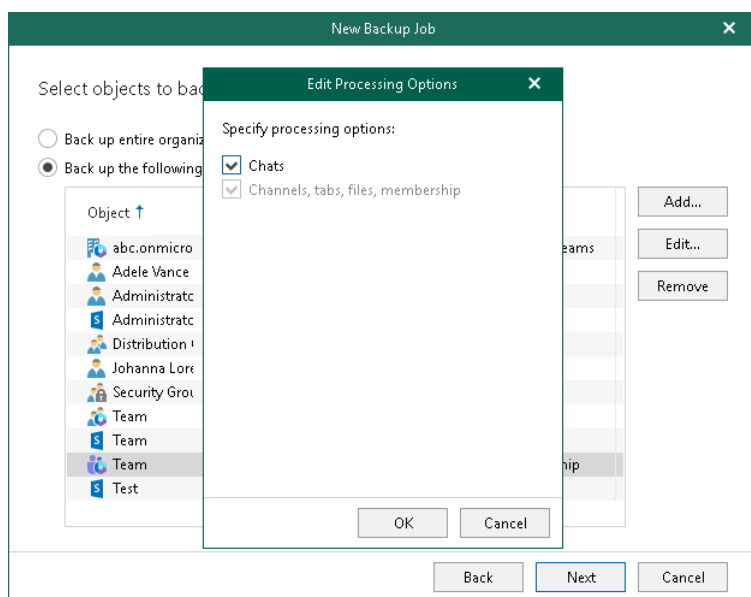 New Backup Job
Select objects to bac
Edit Processing Options
Specify processing options:
Back up entire organiz
Back up the following
Chats
Channels, tabs, files, membership
Object
Add...
Edit...
Remove
abc.onmicro
eams
Adele Vance
Administratc
S Administratc
Distribution
Johanna Lore
Security Grou
Team
S Team
Team
hip
S Test
OK Cancel
Back Next Cancel